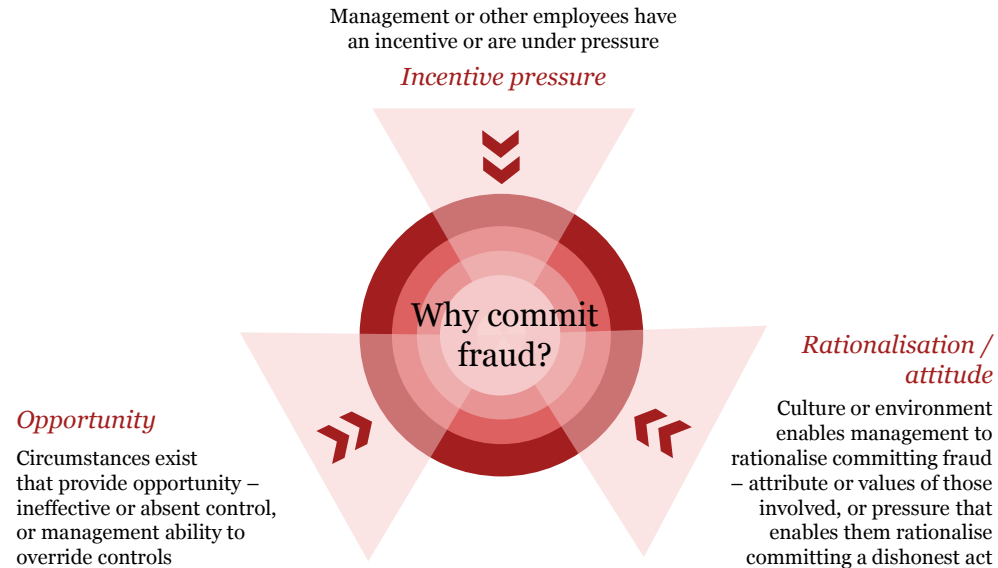 Management or other employees have
an incentive or are under pressure
Incentive pressure
Why commit
fraud?
Opportunity
Circumstances exist
that provide opportunity –
ineffective or absent control,
or management ability to
override controls
Rationalisation /
attitude
Culture or environment
enables management to
rationalise committing fraud
– attribute or values of those
involved, or pressure that
enables them rationalise
committing a dishonest act